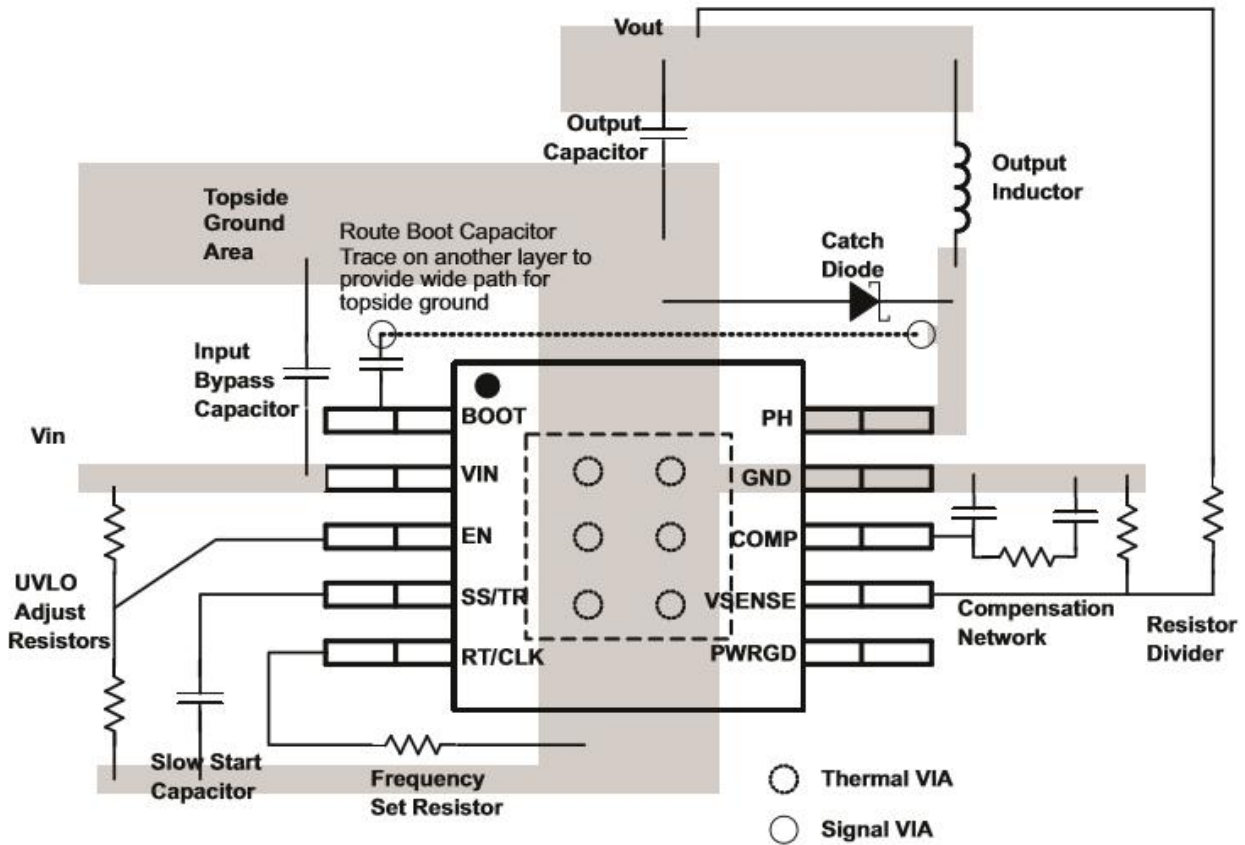 Vout
Output
Capacitor
Output
Inductor
Topside
Ground
Area
Route Boot Capacitor
Trace on another layer to
provide wide path for
topside ground
Catch
Diode
Input
Bypass
Capacitor
Vin
BOOT
VIN
EN
SS/TR
RT/CLK
PH
GND
COMP
VSENSE
PWRGD
UVLO
Adjust
Resistors
Compensation
Network
Resistor
Divider
Slow Start
Capacitor
Frequency
Set Resistor
Thermal VIA
Signal VIA